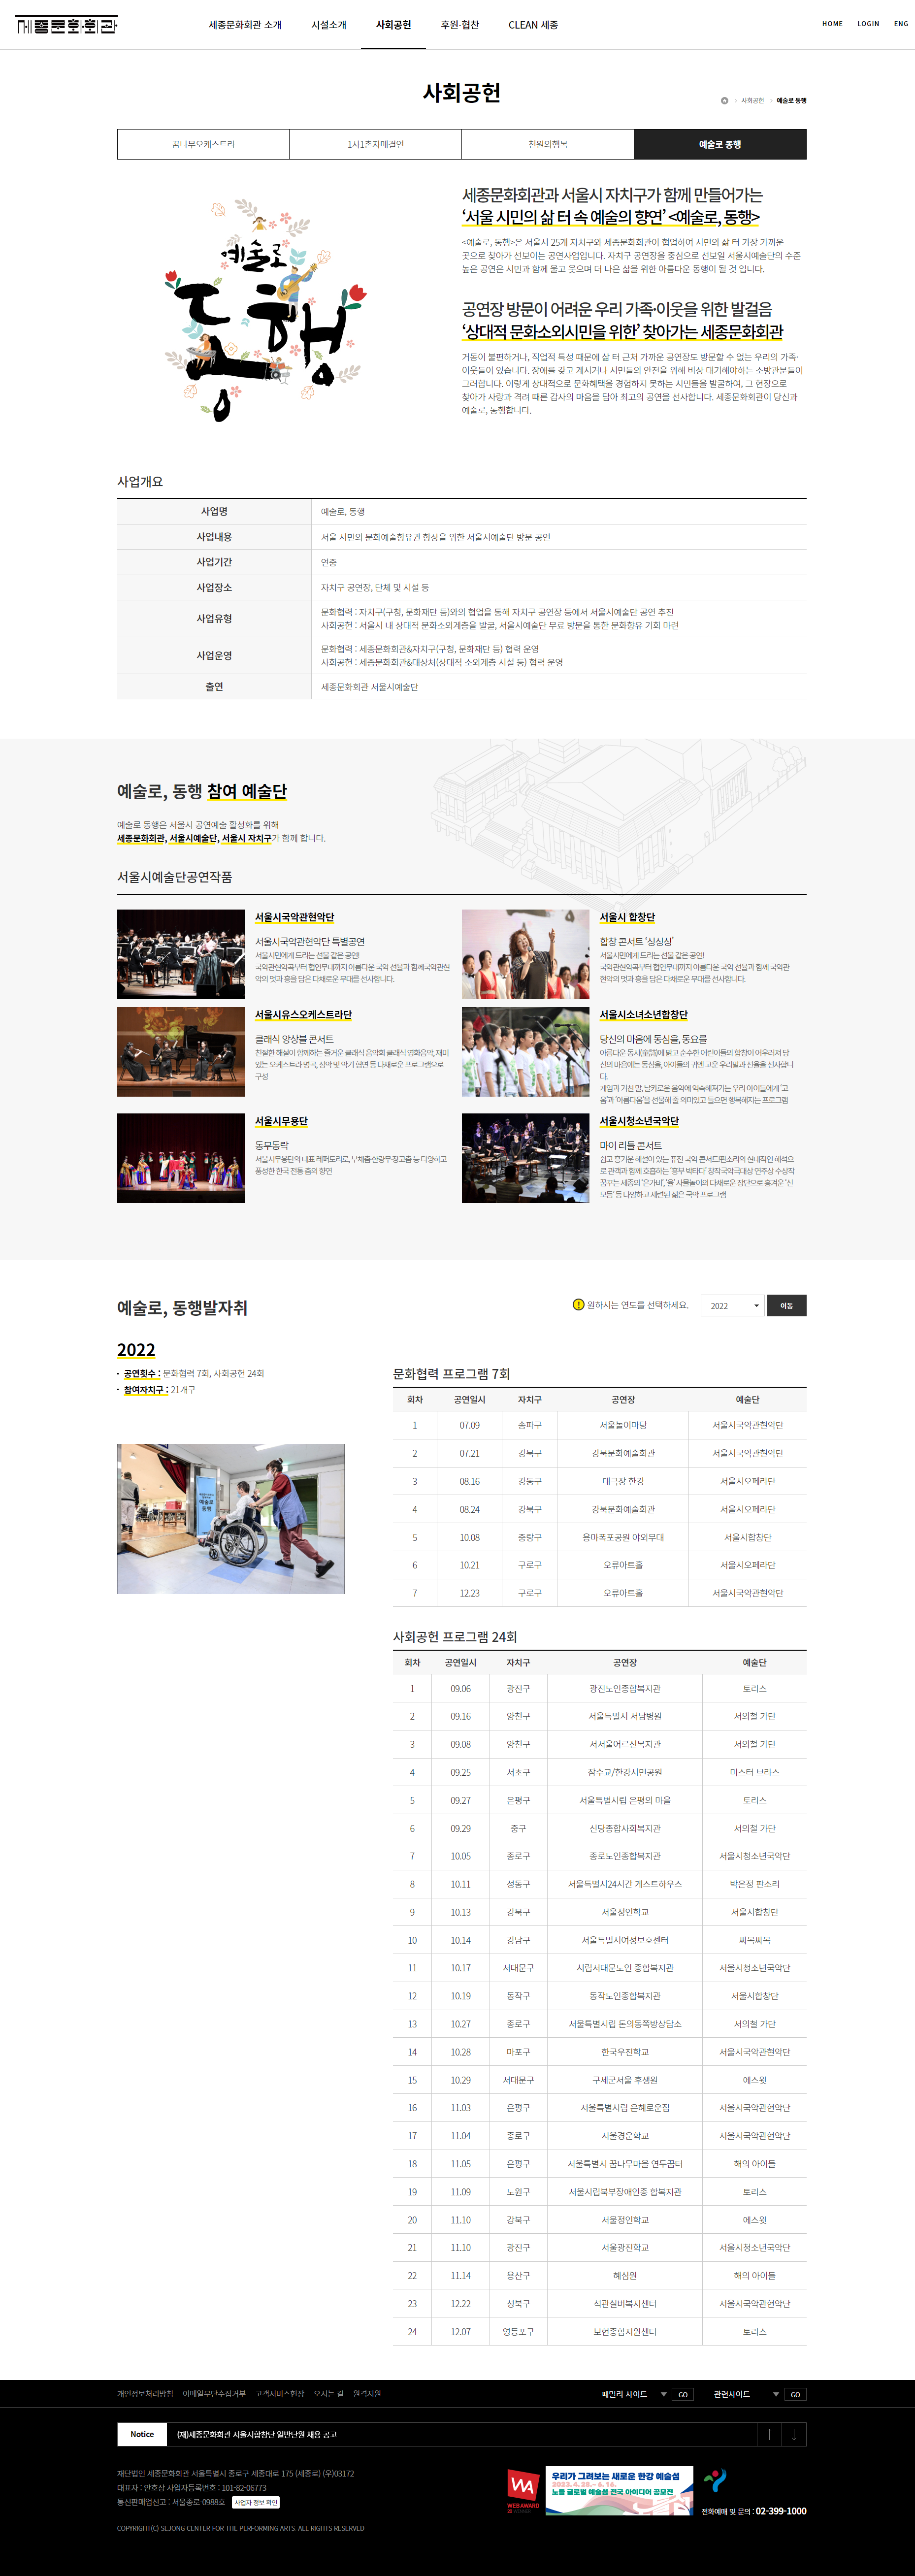 세종문화회관
세종문화회관 소개
시설소개
사회공헌
후원·협찬
CLEAN 세종
HOME
LOGIN
ENG
사회공헌
사회공헌
예술로 동행
꿈나무오케스트라
1사1촌자매결연
천원의행복
예술로 동행
예술로 동행
세종문화회관과 서울시 자치구가 함께 만들어가는
‘서울 시민의 삶 터 속 예술의 향연’ <예술로, 동행>
<예술로, 동행>은 서울시 25개 자치구와 세종문화회관이 협업하여 시민의 삶 터 가장 가까운
곳으로 찾아가 선보이는 공연사업입니다. 자치구 공연장을 중심으로 선보일 서울시예술단의 수준
높은 공연은 시민과 함께 울고 웃으며 더 나은 삶을 위한 아름다운 동행이 될 것 입니다.
공연장 방문이 어려운 우리 가족·이웃을 위한 발걸음
‘상대적 문화소외시민을 위한’ 찾아가는 세종문화회관
거동이 불편하거나, 직업적 특성 때문에 삶 터 근처 가까운 공연장도 방문할 수 없는 우리의 가족·
이웃들이 있습니다. 장애를 갖고 계시거나 시민들의 안전을 위해 비상 대기해야하는 소방관분들이
그러합니다. 이렇게 상대적으로 문화혜택을 경험하지 못하는 시민들을 발굴하여, 그 현장으로
찾아가 사랑과 격려 때론 감사의 마음을 담아 최고의 공연을 선사합니다. 세종문화회관이 당신과
예술로, 동행합니다.
사업개요
사업명 예술로, 동행
사업내용 서울 시민의 문화예술향유권 향상을 위한 서울시예술단 방문 공연
사업기간 연중
사업장소 자치구 공연장, 단체 및 시설 등
사업유형 문화협력 : 자치구(구청, 문화재단 등)와의 협업을 통해 자치구 공연장 등에서 서울시예술단 공연 추진
사회공헌 : 서울시 내 상대적 문화소외계층을 발굴, 서울시예술단 무료 방문을 통한 문화향유 기회 마련
사업운영 문화협력 : 세종문화회관&자치구(구청, 문화재단 등) 협력 운영
사회공헌 : 세종문화회관&대상처(상대적 소외계층 시설 등) 협력 운영
출연 세종문화회관 서울시예술단
예술로, 동행 참여 예술단
예술로 동행은 서울시 공연예술 활성화를 위해
세종문화회관, 서울시예술단, 서울시 자치구가 함께 합니다.
서울시예술단공연작품
서울시국악관현악단
서울시국악관현악단 특별공연
서울시민에게 드리는 선물 같은 공연!
국악관현악곡부터 협연무대까지 아름다운 국악 선율과 함께국악관현
악의 멋과 흥을 담은 다채로운 무대를 선사합니다.
서울시 합창단
합창 콘서트 ‘싱싱싱’
서울시민에게 드리는 선물 같은 공연!
국악관현악곡부터 협연무대까지 아름다운 국악 선율과 함께 국악관
현악의 멋과 흥을 담은 다채로운 무대를 선사합니다.
서울시유스오케스트라단
클래식 앙상블 콘서트
친절한 해설이 함께하는 즐거운 클래식 음악회 클래식 영화음악, 재미
있는 오케스트라 명곡, 성악 및 악기 협연 등 다채로운 프로그램으로
구성
서울시소녀소년합창단
당신의 마음에 동심을, 동요를
아름다운 동시(童詩)에 맑고 순수한 어린이들의 합창이 어우러져 당
신의 마음에는 동심을, 아이들의 귀엔 고운 우리말과 선율을 선사합니
다.
게임과 거친 말, 날카로운 음악에 익숙해져가는 우리 아이들에게 ‘고
움’과 ‘아름다움’을 선물해 줄 의미있고 들으면 행복해지는 프로그램
서울시무용단
동무동락
서울시무용단의 대표 레퍼토리로, 부채춤·한량무·장고춤 등 다양하고
풍성한 한국 전통 춤의 향연
서울시청소년국악단
마이 리틀 콘서트
쉽고 흥겨운 해설이 있는 퓨전 국악 콘서트!판소리의 현대적인 해석으
로 관객과 함께 호흡하는 ‘흥부 박타다’ 창작국악극대상 연주상 수상작
꿈꾸는 세종의 ‘온가비’, ‘율’ 사물놀이의 다채로운 장단으로 흥겨운 ‘신
모듬’ 등 다양하고 세련된 젊은 국악 프로그램
예술로, 동행발자취
원하시는 연도를 선택하세요.
2022
이동
2022
공연횟수 : 문화협력 7회, 사회공헌 24회
참여자치구 : 21개구
예술로
동행
문화협력 프로그램 7회
회차 공연일시 자치구 공연장 예술단
1 07.09 송파구 서울놀이마당 서울시국악관현악단
2 07.21 강북구 강북문화예술회관 서울시국악관현악단
3 08.16 강동구 대극장 한강 서울시오페라단
4 08.24 강북구 강북문화예술회관 서울시오페라단
5 10.08 중랑구 용마폭포공원 야외무대 서울시합창단
6 10.21 구로구 오류아트홀 서울시오페라단
7 12.23 구로구 오류아트홀 서울시국악관현악단
사회공헌 프로그램 24회
회차 공연일시 자치구 공연장 예술단
1 09.06 광진구 광진노인종합복지관 토리스
2 09.16 양천구 서울특별시 서남병원 서의철 가단
3 09.08 양천구 서서울어르신복지관 서의철 가단
4 09.25 서초구 잠수교/한강시민공원 미스터 브라스
5 09.27 은평구 서울특별시립 은평의 마을 토리스
6 09.29 중구 신당종합사회복지관 서의철 가단
7 10.05 종로구 종로노인종합복지관 서울시청소년국악단
8 10.11 성동구 서울특별시24시간 게스트하우스 박은정 판소리
9 10.13 강북구 서울정인학교 서울시합창단
10 10.14 강남구 서울특별시여성보호센터 싸목싸목
11 10.17 서대문구 시립서대문노인 종합복지관 서울시청소년국악단
12 10.19 동작구 동작노인종합복지관 서울시합창단
13 10.27 종로구 서울특별시립 돈의동쪽방상담소 서의철 가단
14 10.28 마포구 한국우진학교 서울시국악관현악단
15 10.29 서대문구 구세군서울 후생원 에스윗
16 11.03 은평구 서울특별시립 은혜로운집 서울시국악관현악단
17 11.04 종로구 서울경운학교 서울시국악관현악단
18 11.05 은평구 서울특별시 꿈나무마을 연두꿈터 해의 아이들
19 11.09 노원구 서울시립북부장애인종 합복지관 토리스
20 11.10 강북구 서울정인학교 에스윗
21 11.10 광진구 서울광진학교 서울시청소년국악단
22 11.14 용산구 혜심원 해의 아이들
23 12.22 성북구 석관실버복지센터 서울시국악관현악단
24 12.07 영등포구 보현종합지원센터 토리스
개인정보처리방침
이메일무단수집거부
고객서비스헌장
오시는 길
원격지원
패밀리 사이트
GO
관련사이트
GO
Notice
(재)세종문화회관 서울시합창단 일반단원 채용 공고
재단법인 세종문화회관 서울시 종로구 세종대로 175 (세종로) (우)03172
대표자 : 안호상 사업자등록번호 : 101-82-06773
통신판매업신고 : 서울종로-0988호
사업자 정보 확인
COPYRIGHT(C) SEJONG CENTER FOR THE PERFORMING ARTS. ALL RIGHTS RESERVED
WA
WEB AWARD
우리가 그려보는 새로운 한강 예술섬
2023. 4. 28.~ 6. 16.
노들 글로벌 예술섬 전국 아이디어 공모전
전화예매 및 문의 : 02-399-1000